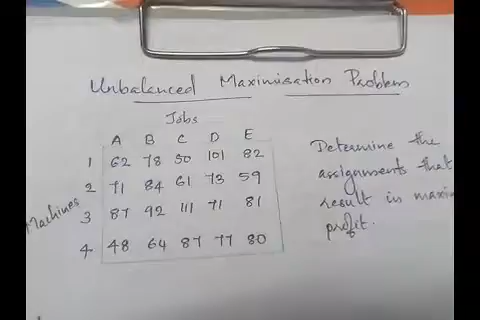 Unbalanced Maximisation Problem
Jobs
A B C D E
1 62 78 50 101 82
2 71 84 61 73 59
3 87 92 111 71 81
4 48 64 87 77 80
Machines
Determine the
assignments that
result in maxi
profit.